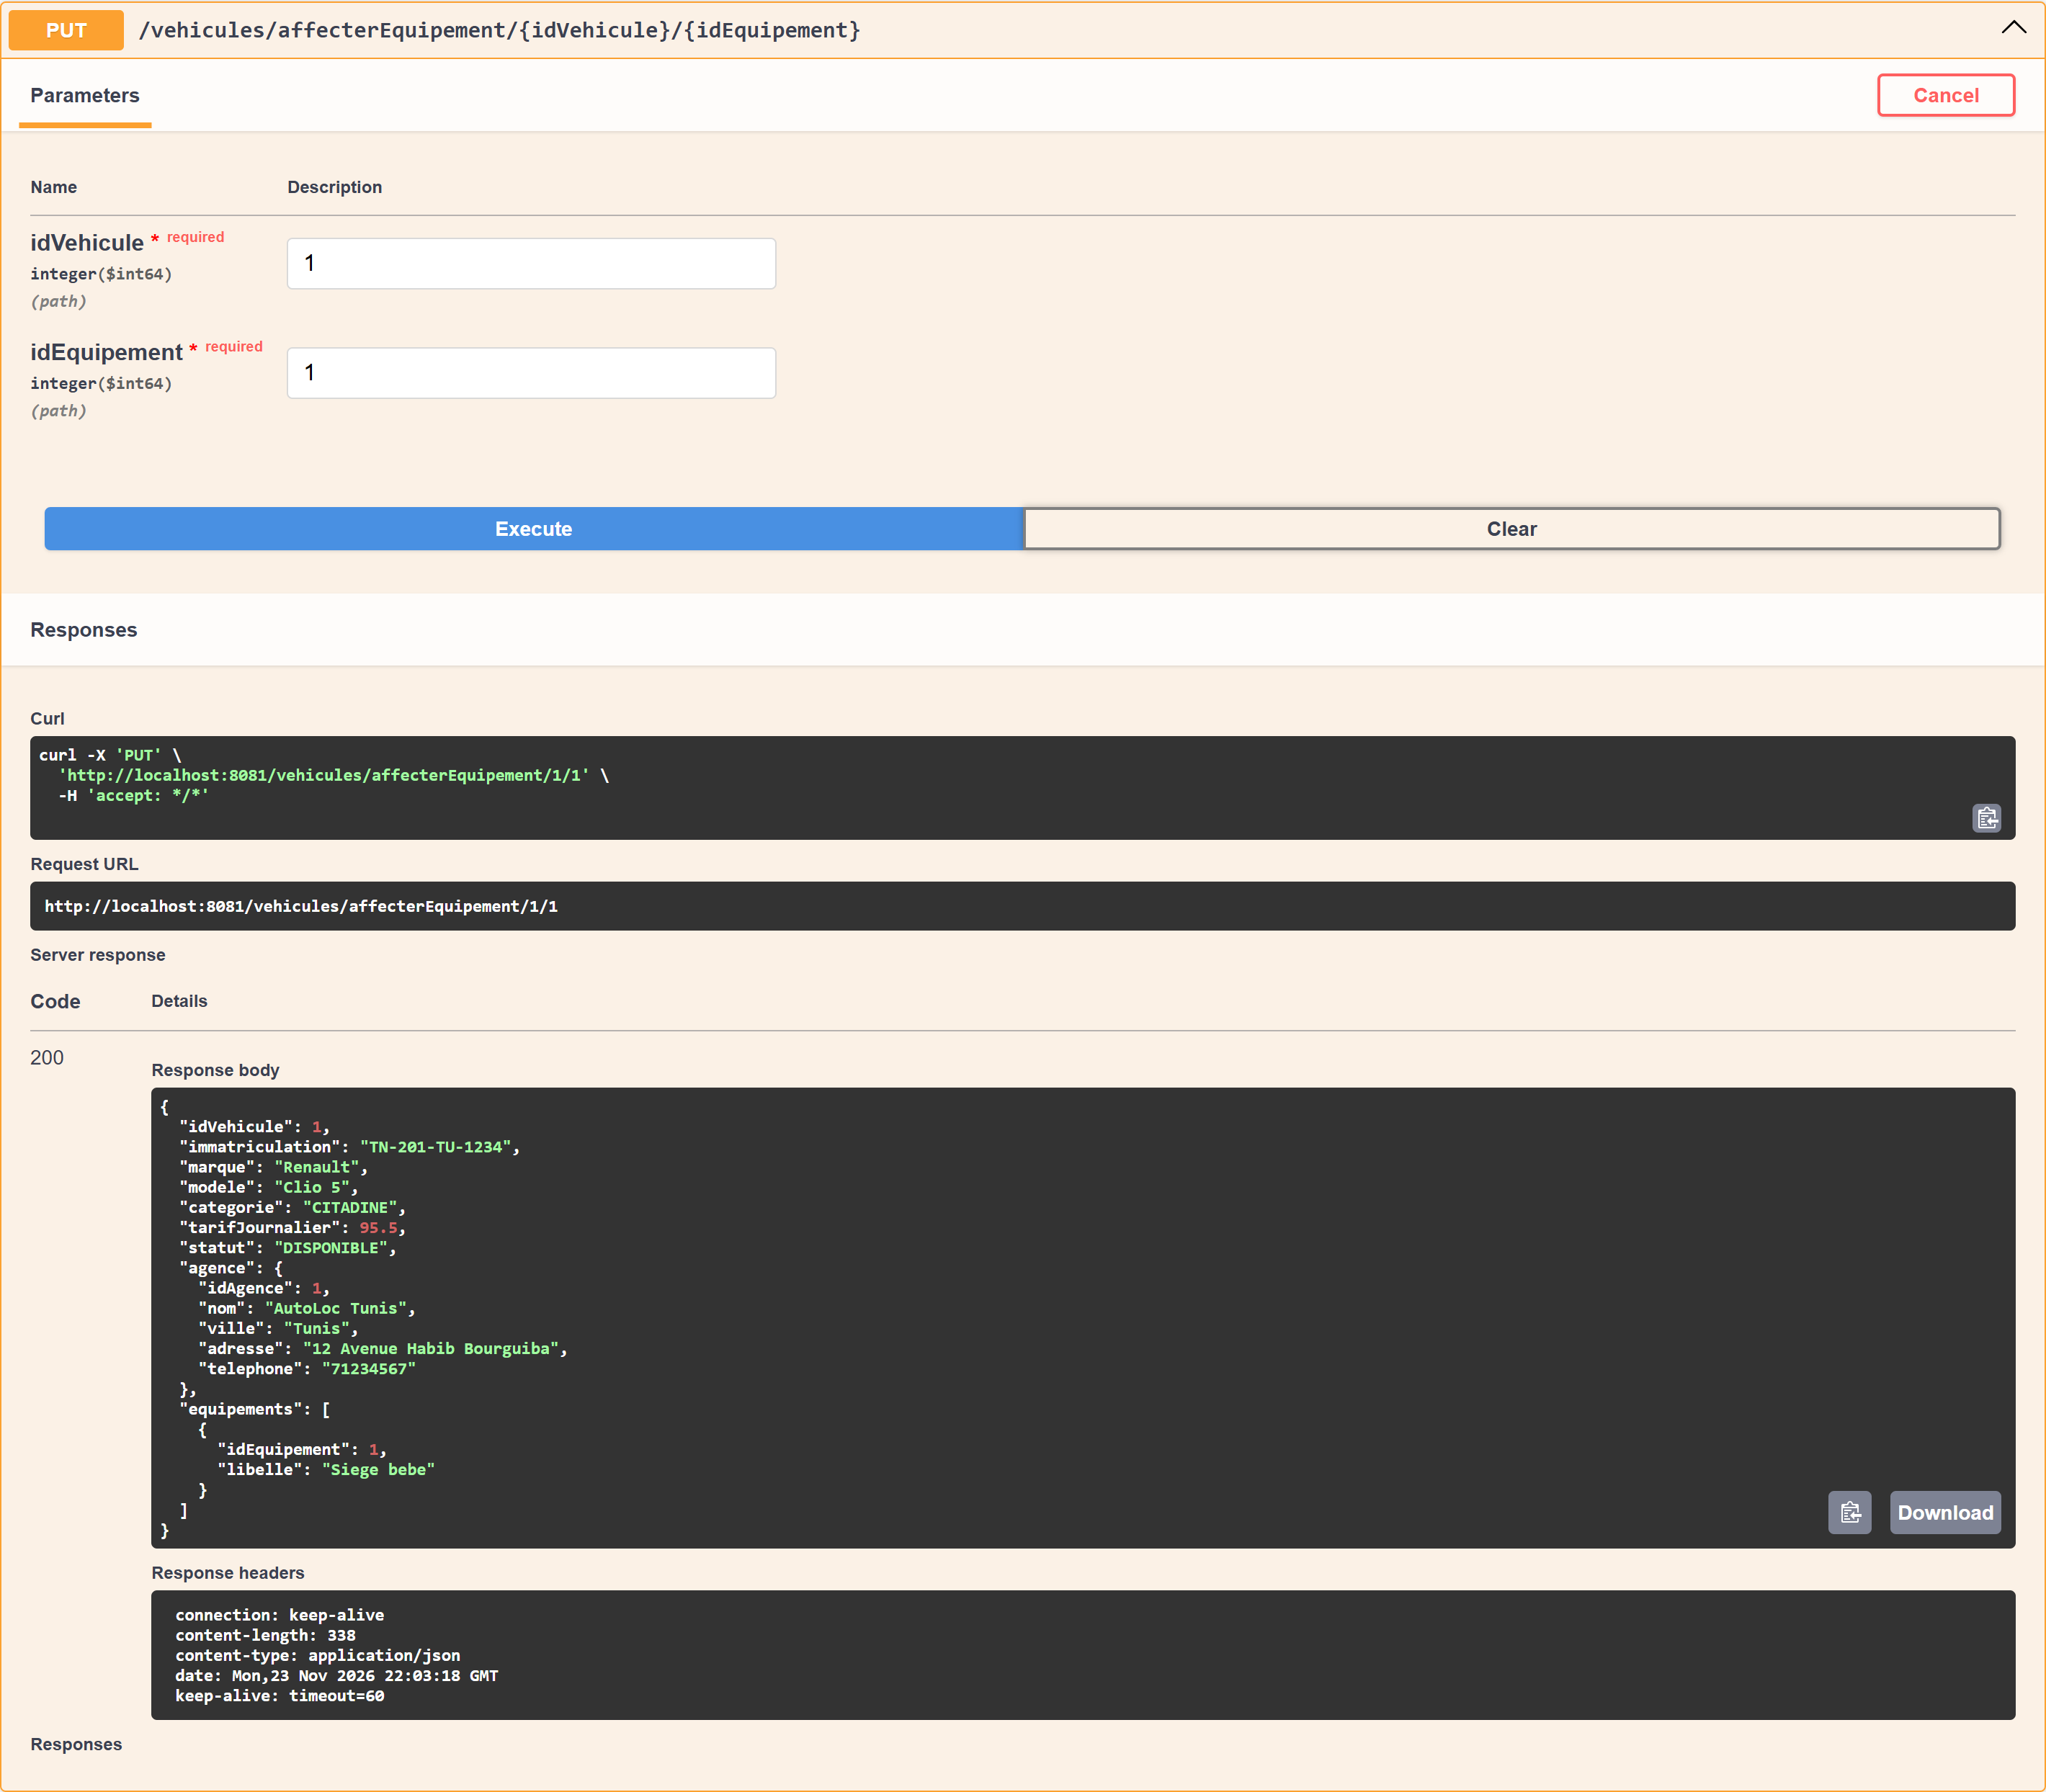 PUT /vehicules/affecterEquipement/{idVehicule}/{idEquipement}
Parameters
Cancel
Name Description
idVehicule * required
integer($int64)
(path)
1
idEquipement * required
integer($int64)
(path)
1
Execute
Clear
Responses
Curl
curl -X 'PUT' \
  'http://localhost:8081/vehicules/affecterEquipement/1/1' \
  -H 'accept: */*'
Request URL
http://localhost:8081/vehicules/affecterEquipement/1/1
Server response
Code Details
200
Response body
{
  "idVehicule": 1,
  "immatriculation": "TN-201-TU-1234",
  "marque": "Renault",
  "modele": "Clio 5",
  "categorie": "CITADINE",
  "tarifJournalier": 95.5,
  "statut": "DISPONIBLE",
  "agence": {
    "idAgence": 1,
    "nom": "AutoLoc Tunis",
    "ville": "Tunis",
    "adresse": "12 Avenue Habib Bourguiba",
    "telephone": "71234567"
  },
  "equipements": [
    {
      "idEquipement": 1,
      "libelle": "Siege bebe"
    }
  ]
}
Download
Response headers
connection: keep-alive
content-length: 338
content-type: application/json
date: Mon,23 Nov 2026 22:03:18 GMT
keep-alive: timeout=60
Responses